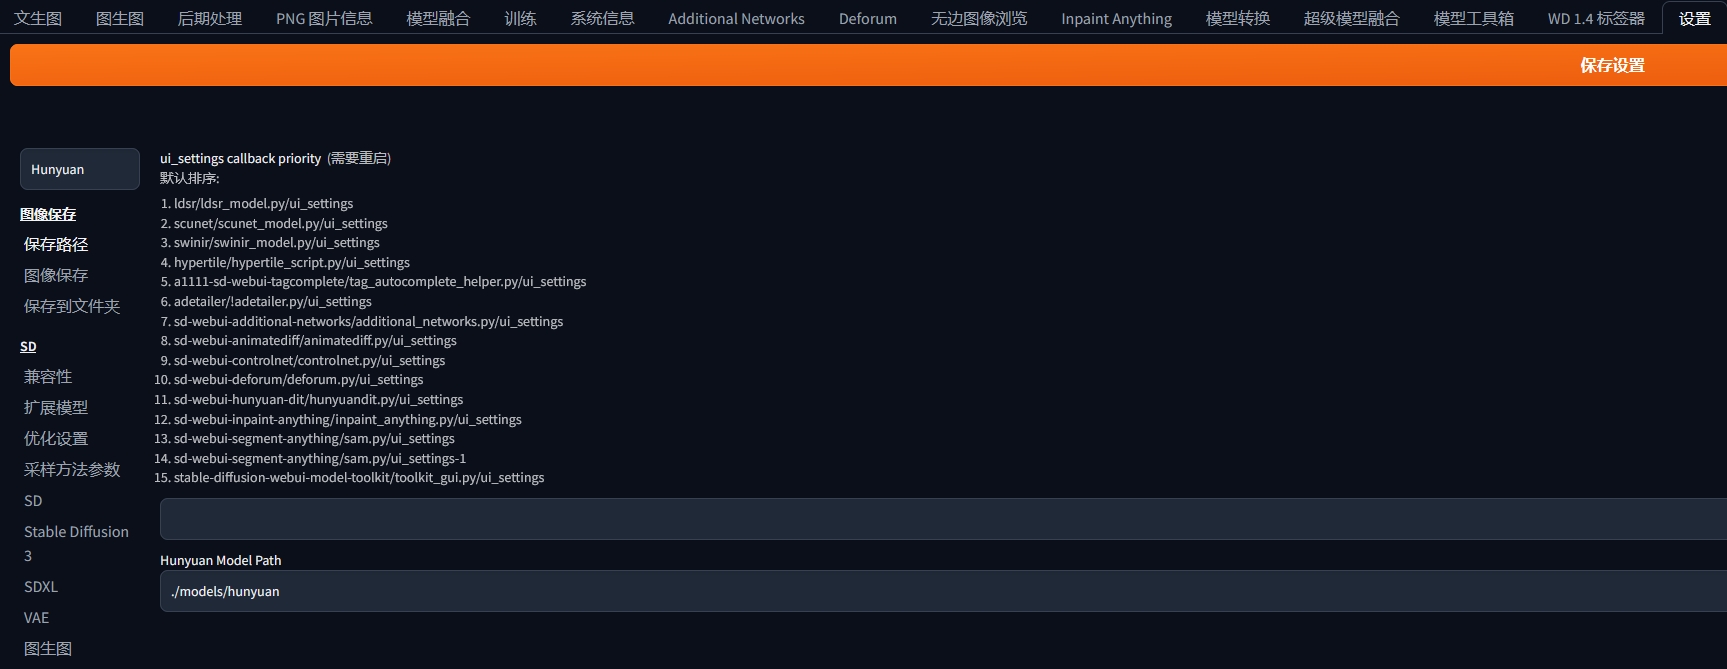 文生图 图生图 后期处理 PNG 图片信息 模型融合 训练 系统信息 Additional Networks Deforum 无边图像浏览 Inpaint Anything 模型转换 超级模型融合 模型工具箱 WD 1.4 标签器 设置
保存设置
Hunyuan
图像保存
保存路径
图像保存
保存到文件夹
SD
兼容性
扩展模型
优化设置
采样方法参数
SD
Stable Diffusion
3
SDXL
VAE
图生图
ui_settings callback priority (需要重启)
默认排序:
1. ldsr/ldsr_model.py/ui_settings
2. scunet/scunet_model.py/ui_settings
3. swinir/swinir_model.py/ui_settings
4. hypertile/hypertile_script.py/ui_settings
5. a1111-sd-webui-tagcomplete/tag_autocomplete_helper.py/ui_settings
6. adetailer/!adetailer.py/ui_settings
7. sd-webui-additional-networks/additional_networks.py/ui_settings
8. sd-webui-animatediff/animatediff.py/ui_settings
9. sd-webui-controlnet/controlnet.py/ui_settings
10. sd-webui-deforum/deforum.py/ui_settings
11. sd-webui-hunyuan-dit/hunyuandit.py/ui_settings
12. sd-webui-inpaint-anything/inpaint_anything.py/ui_settings
13. sd-webui-segment-anything/sam.py/ui_settings
14. sd-webui-segment-anything/sam.py/ui_settings-1
15. stable-diffusion-webui-model-toolkit/toolkit_gui.py/ui_settings
Hunyuan Model Path
./models/hunyuan